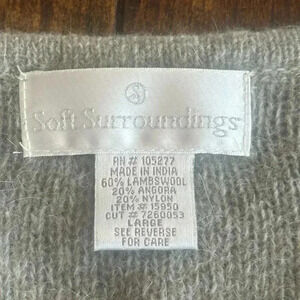 Soft Surroundings
RN # 105277
MADE IN INDIA
60% LAMBSWOOL
20% ANGORA
20% NYLON
ITEM # 15950
CUT # 7260053
LARGE
SEE REVERSE
FOR CARE